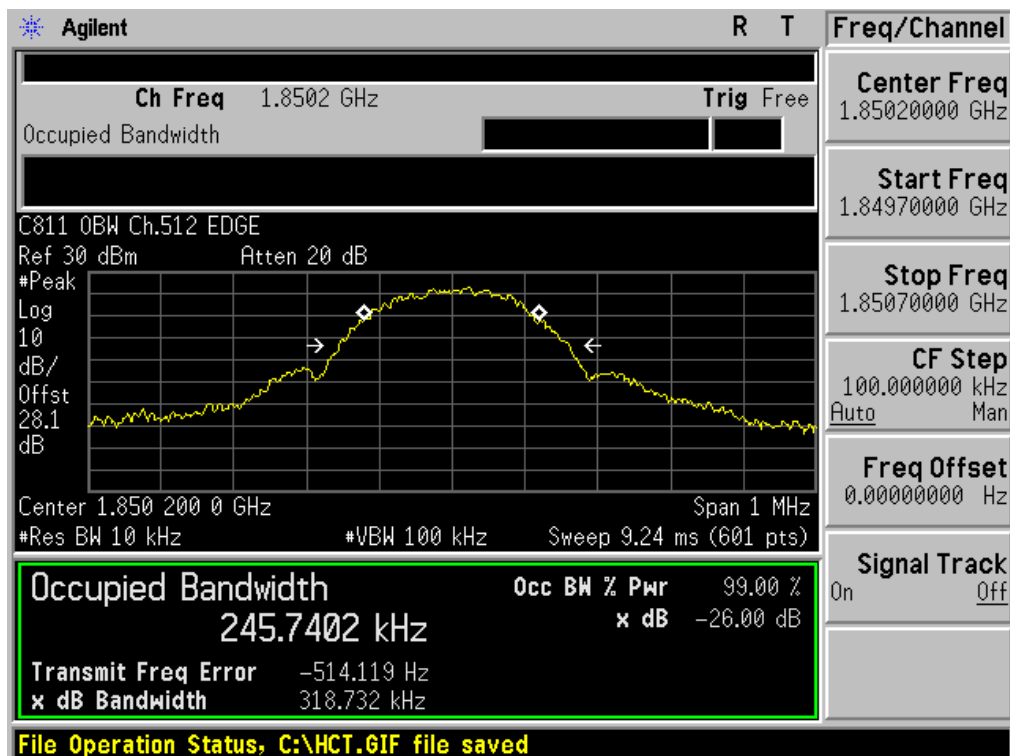 Agilent R T
Ch Freq 1.8502 GHz Trig Free
Occupied Bandwidth
C811 OBW Ch.512 EDGE
Ref 30 dBm Atten 20 dB
#Peak
Log
10
dB/
Offst
28.1
dB
Center 1.850 200 0 GHz Span 1 MHz
#Res BW 10 kHz #VBW 100 kHz Sweep 9.24 ms (601 pts)
Occupied Bandwidth
245.7402 kHz
Occ BW % Pwr 99.00 %
x dB -26.00 dB
Transmit Freq Error -514.119 Hz
x dB Bandwidth 318.732 kHz
File Operation Status, C:\HCT.GIF file saved
Freq/Channel
Center Freq
1.85020000 GHz
Start Freq
1.84970000 GHz
Stop Freq
1.85070000 GHz
CF Step
100.000000 kHz
Auto Man
Freq Offset
0.00000000 Hz
Signal Track
On Off